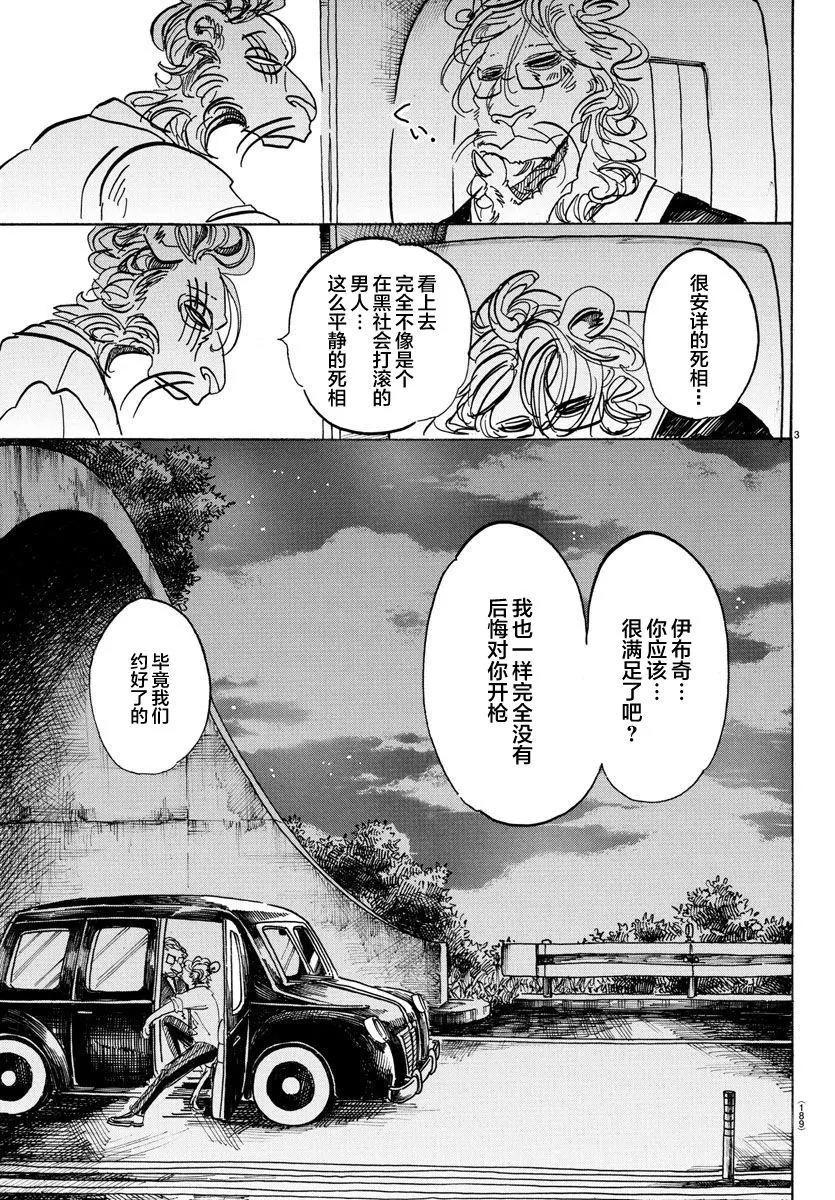 很安详的死相…
看上去
完全不像是个
在黑社会打滚的
男人…
这么平静的死相
3
伊布奇…
你应该…
很满足了吧？
我也一样完全没有
后悔对你开枪
毕竟我们
约好了的
（189）